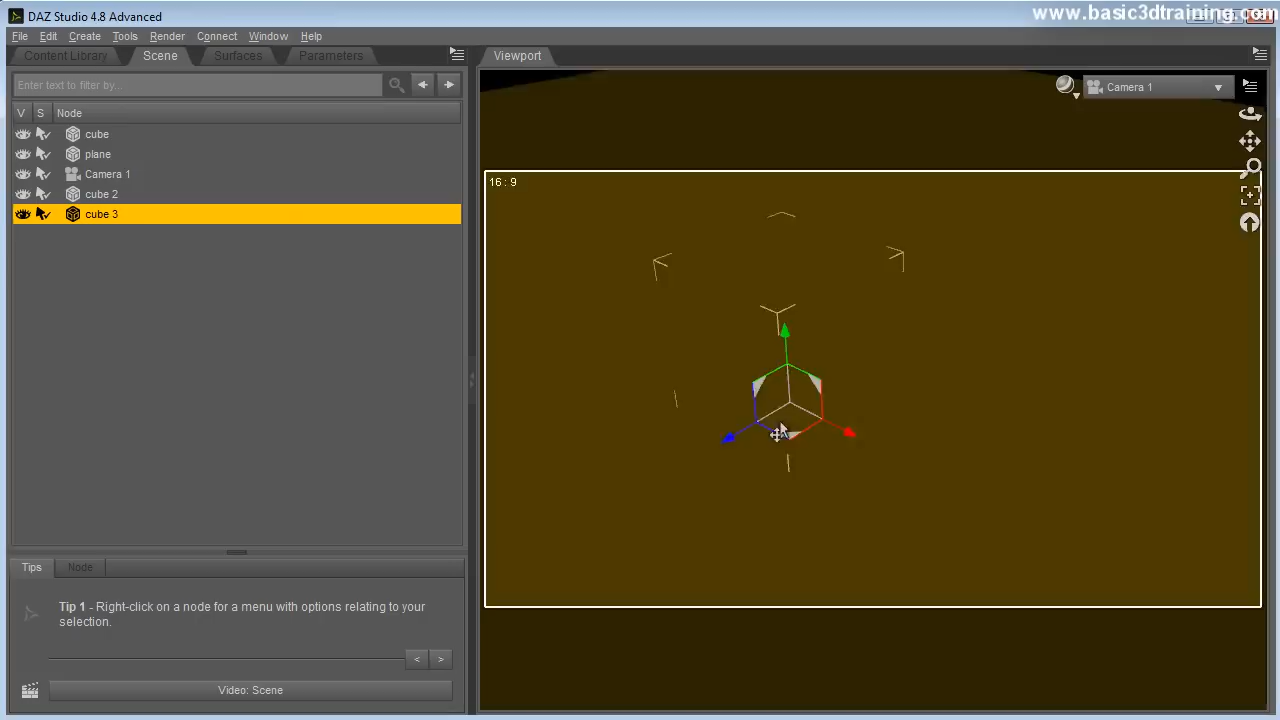 www.basic3dtraining.com
DAZ Studio 4.8 Advanced
File Edit Create Tools Render Connect Window Help
Content Library Scene Surfaces Parameters
Viewport
Enter text to filter by...
Camera 1
V S Node
cube
plane
Camera 1
cube 2
cube 3
16 : 9
Tips Node
Tip 1 - Right-click on a node for a menu with options relating to your
selection.
< >
Video: Scene